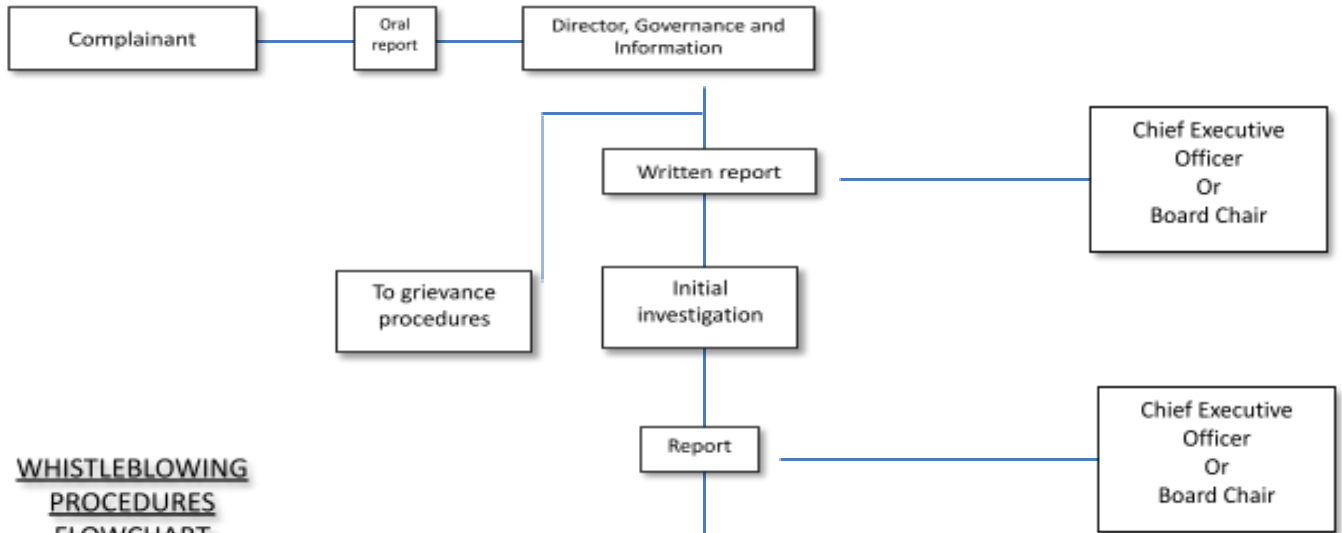 Complainant
Oral
report
Director, Governance and
Information
Written report
Chief Executive
Officer
Or
Board Chair
To grievance
procedures
Initial
investigation
Report
Chief Executive
Officer
Or
Board Chair
WHISTLEBLOWING
PROCEDURES
FLOWCHART